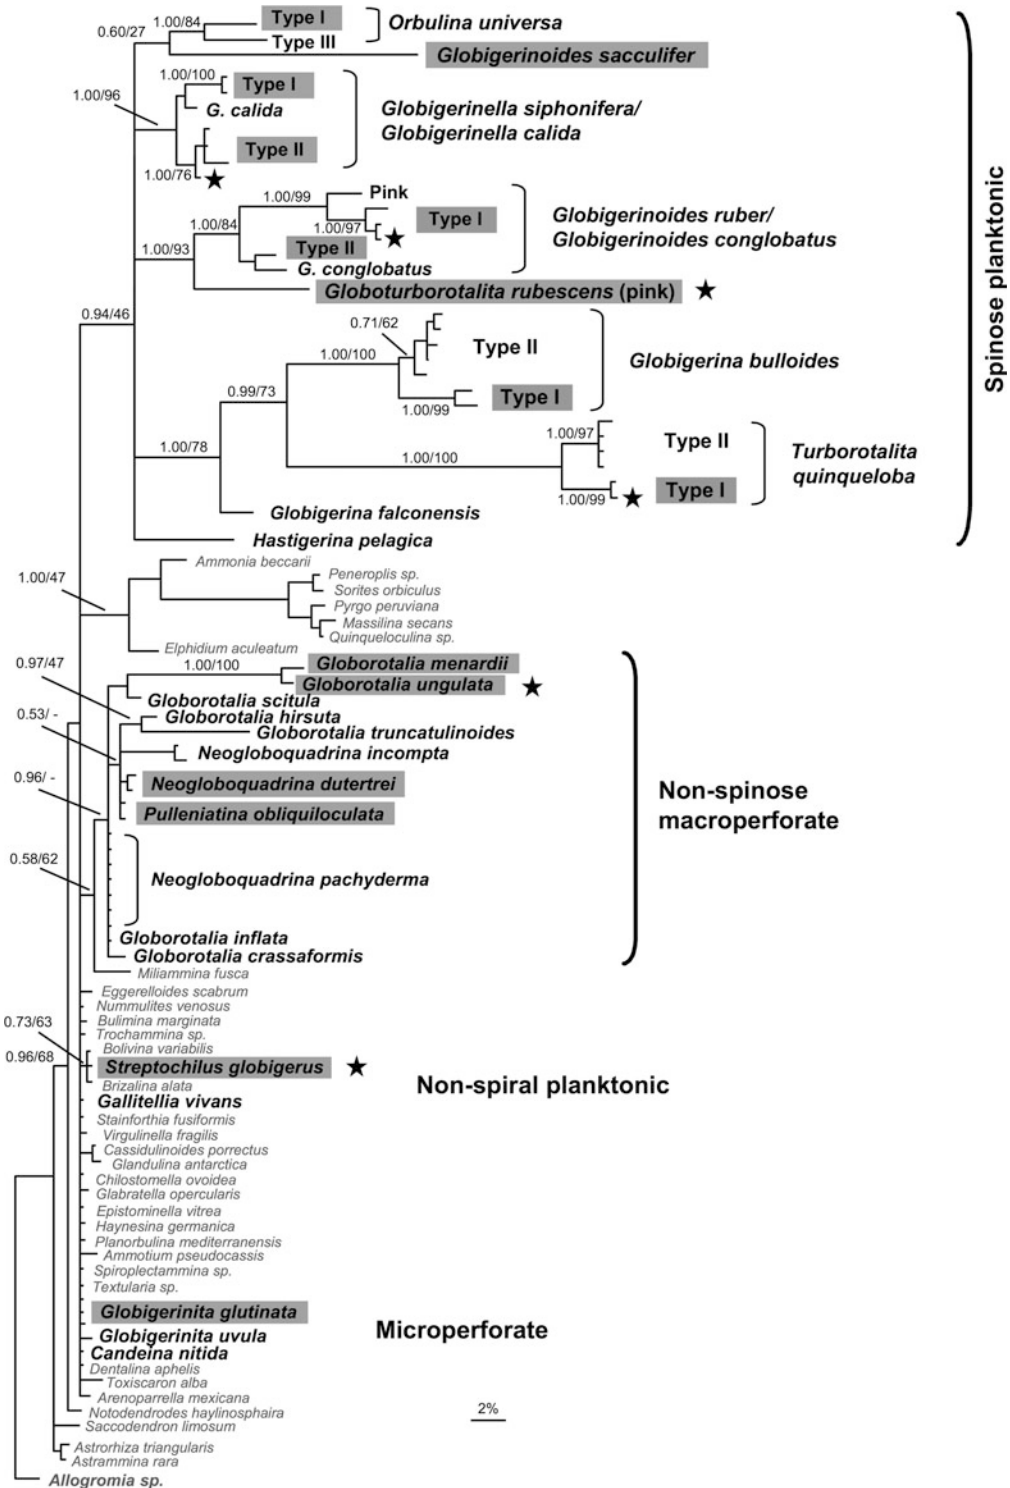 Type I
1.00/84
Orbulina universa
0.60/27
Type III
Globigerinoides sacculifer
1.00/100
Type I
1.00/96
G. calida
Globigerinella siphonifera/
Globigerinella calida
Type II
1.00/76
1.00/99
Pink
Type I
1.00/84
1.00/97
Globigerinoides ruber/
Globigerinoides conglobatus
1.00/93
Type II
G. conglobatus
Globoturborotalita rubescens (pink)
Spinose planktonic
0.94/46
0.71/62
Type II
1.00/100
Globigerina bulloides
0.99/73
Type I
1.00/99
1.00/97
Type II
1.00/78
1.00/100
Turborotalita
quinqueloba
Type I
1.00/99
Globigerina falconensis
Hastigerina pelagica
Ammonia beccarii
1.00/47
Peneroplis sp.
Sorites orbiculus
Pyrgo peruviana
Massilina secans
Quinqueloculina sp.
Elphidium aculeatum
0.97/47
1.00/100
Globorotalia menardii
Globorotalia ungulata
Globorotalia scitula
0.53/ -
Globorotalia hirsuta
Globorotalia truncatulinoides
Neogloboquadrina incompta
0.96/ -
Neogloboquadrina dutertrei
Non-spinose
macroperforate
Pulleniatina obliquiloculata
0.58/62
Neogloboquadrina pachyderma
Globorotalia inflata
Globorotalia crassaformis
Miliammina fusca
Eggerelloides scabrum
Nummulites venosus
0.73/63
Bulimina marginata
Trochammina sp.
Bolivina variabilis
0.96/68
Streptochilus globigerus
Non-spiral planktonic
Brizalina alata
Gallitellia vivans
Stainforthia fusiformis
Virgulinella fragilis
Cassidulinoides porrectus
Glandulina antarctica
Chilostomella ovoidea
Glabratella opercularis
Epistominella vitrea
Haynesina germanica
Planorbulina mediterranensis
Ammotium pseudocassis
Spiroplectammina sp.
Textularia sp.
Globigerinita glutinata
Microperforate
Globigerinita uvula
Candeina nitida
Dentalina aphelis
Toxiscaron alba
Arenoparrella mexicana
Notodendrodes haylinosphaira
2%
Saccodendron limosum
Astrorhiza triangularis
Astrammina rara
Allogromia sp.